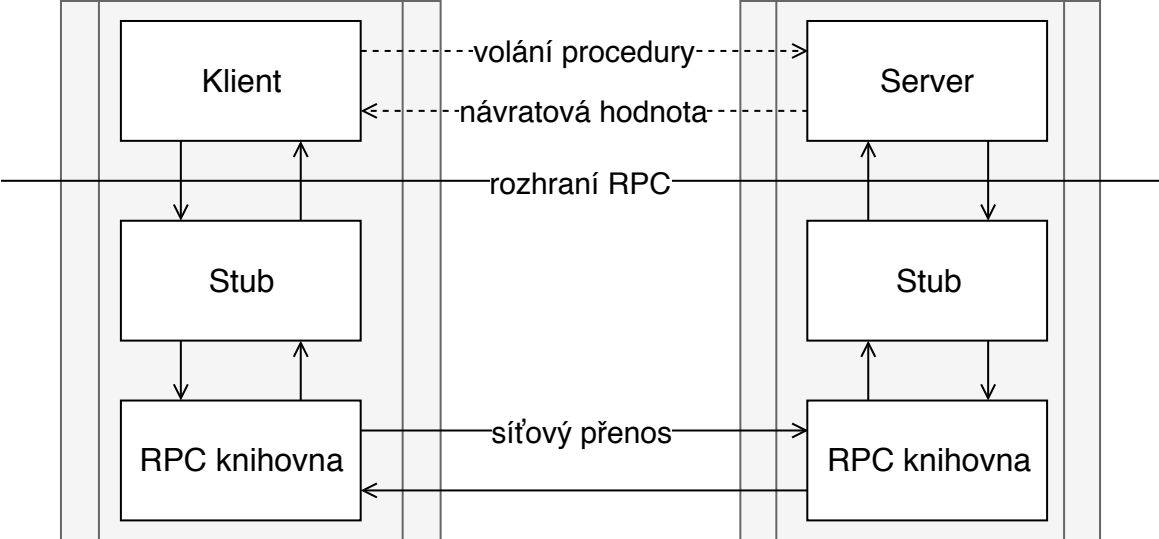 Klient
volání procedury
Server
návratová hodnota
rozhraní RPC
Stub
Stub
RPC knihovna
síťový přenos
RPC knihovna